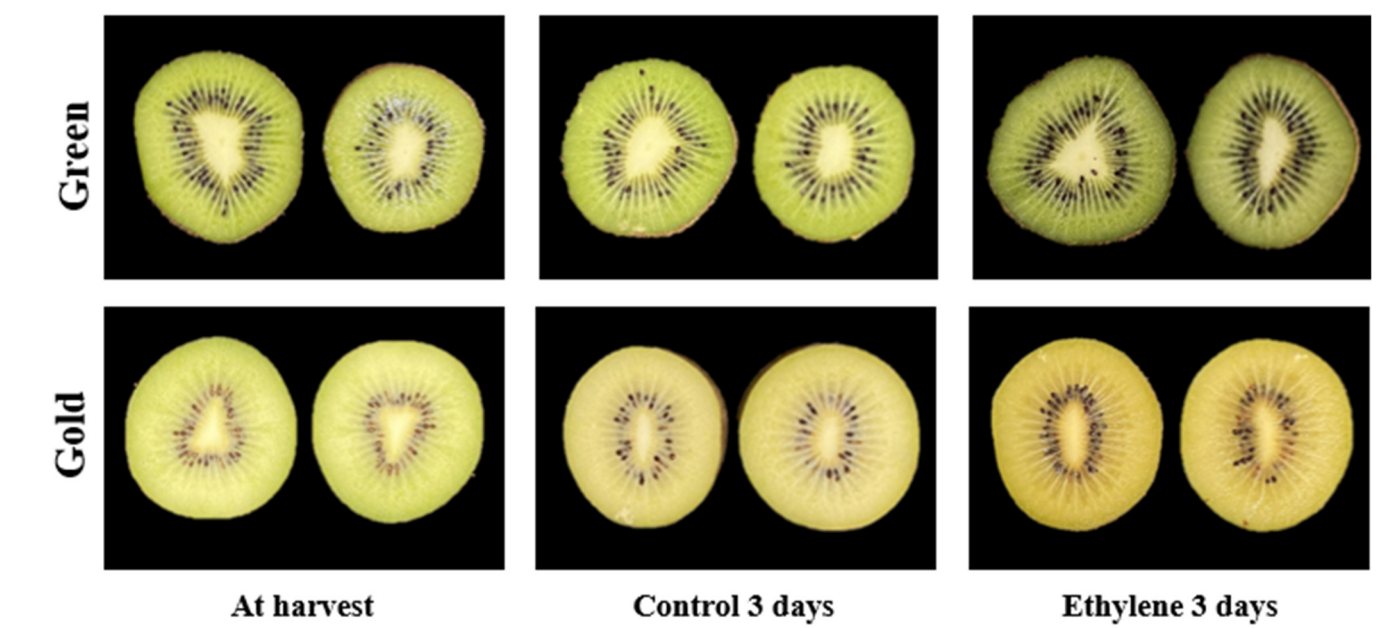 Green
Gold
At harvest
Control 3 days
Ethylene 3 days